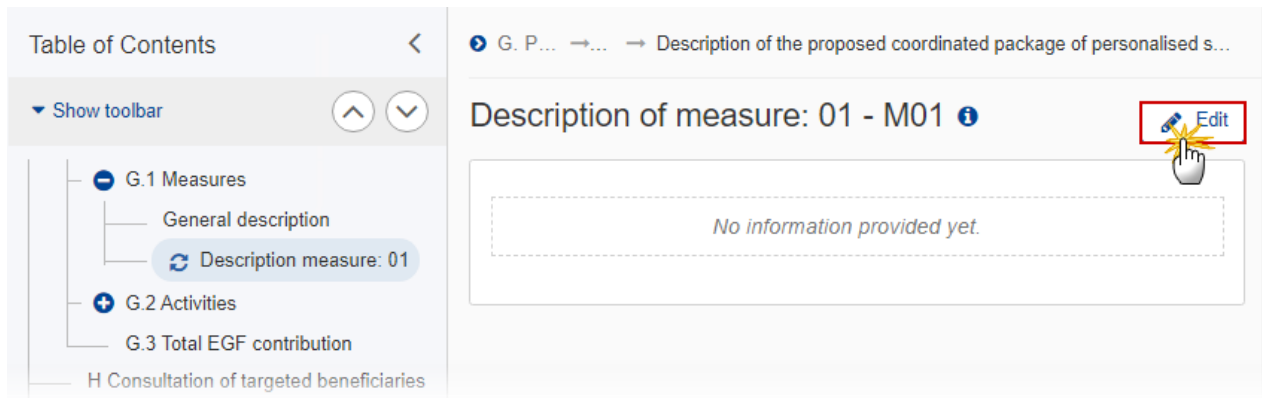 Table of Contents
Show toolbar
G.1 Measures
General description
Description measure: 01
G.2 Activities
G.3 Total EGF contribution
H Consultation of targeted beneficiaries
G. P... →... → Description of the proposed coordinated package of personalised s...
Description of measure: 01 - M01
Edit
No information provided yet.